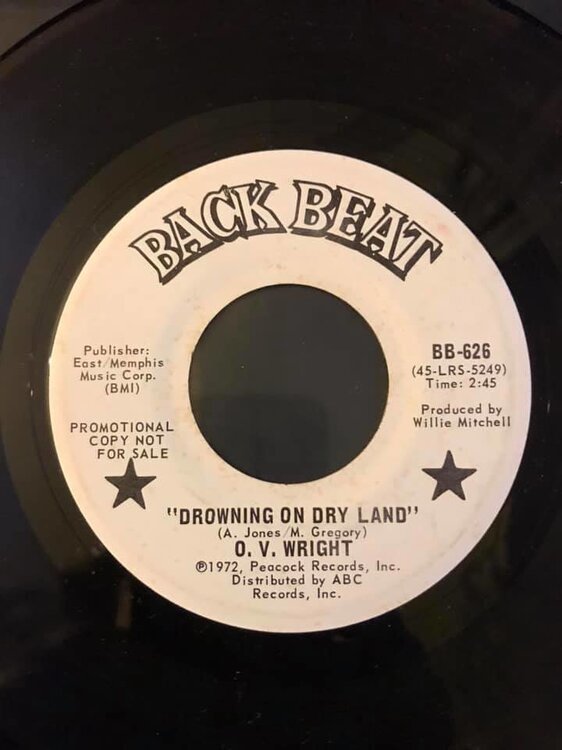 BACK BEAT
Publisher:
East/Memphis
Music Corp.
(BMI)
PROMOTIONAL
COPY NOT
FOR SALE
BB-626
(45-LRS-5249)
Time: 2:45
Produced by
Willie Mitchell
"DROWNING ON DRY LAND"
(A. Jones/M. Gregory)
O. V. WRIGHT
℗1972, Peacock Records, Inc.
Distributed by ABC
Records, Inc.